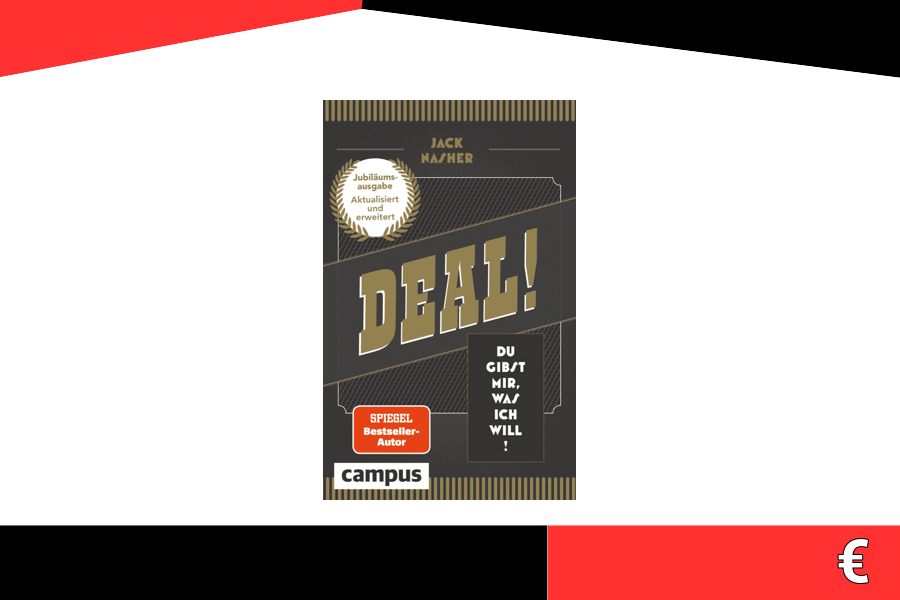 JACK
NASHER
Jubiläums-
ausgabe
Aktualisiert
und
erweitert
DEAL!
DU
GIBST
MIR,
WAS
ICH
WILL
!
SPIEGEL
Bestseller-
Autor
campus
€